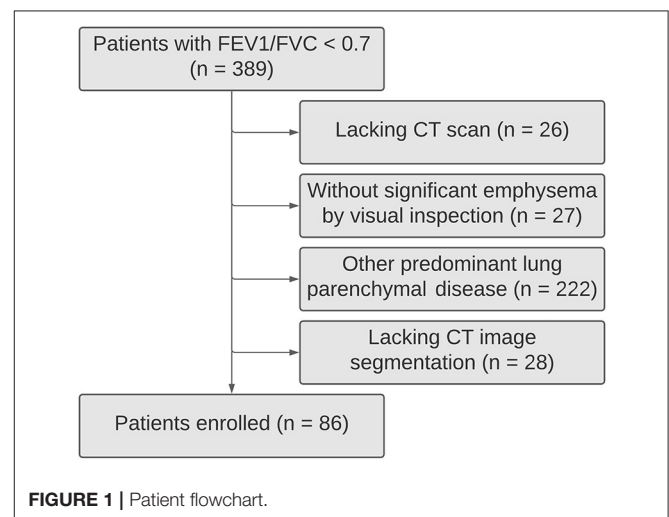 Patients with FEV1/FVC < 0.7
(n = 389)
Lacking CT scan (n = 26)
Without significant emphysema
by visual inspection (n = 27)
Other predominant lung
parenchymal disease (n = 222)
Lacking CT image
segmentation (n = 28)
Patients enrolled (n = 86)
FIGURE 1 | Patient flowchart.